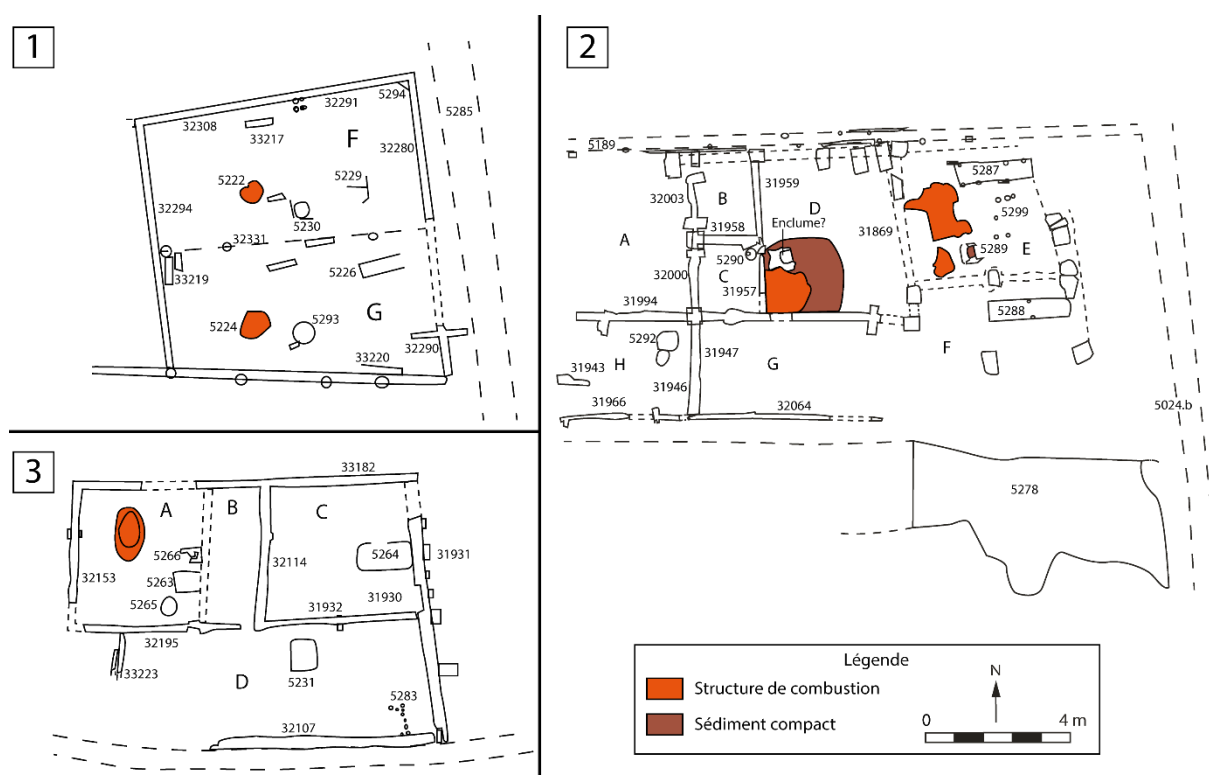 1
32308
33217
32291
5294
5285
F
32280
5222
5229
5230
32294
32331
33219
5226
5224
5293
G
33220
32290
2
5189
32003
B
31959
D
5287
A
31958
Enclume?
31869
5299
5290
5289
E
32000
C
31957
31994
5288
5292
31947
F
31943
H
G
31946
31966
32064
5024.b
5278
3
33182
A
B
C
5266
5264
32153
5263
32114
31931
5265
31932
31930
32195
33223
D
5231
5283
32107
Légende
Structure de combustion
Sédiment compact
N
0 4 m